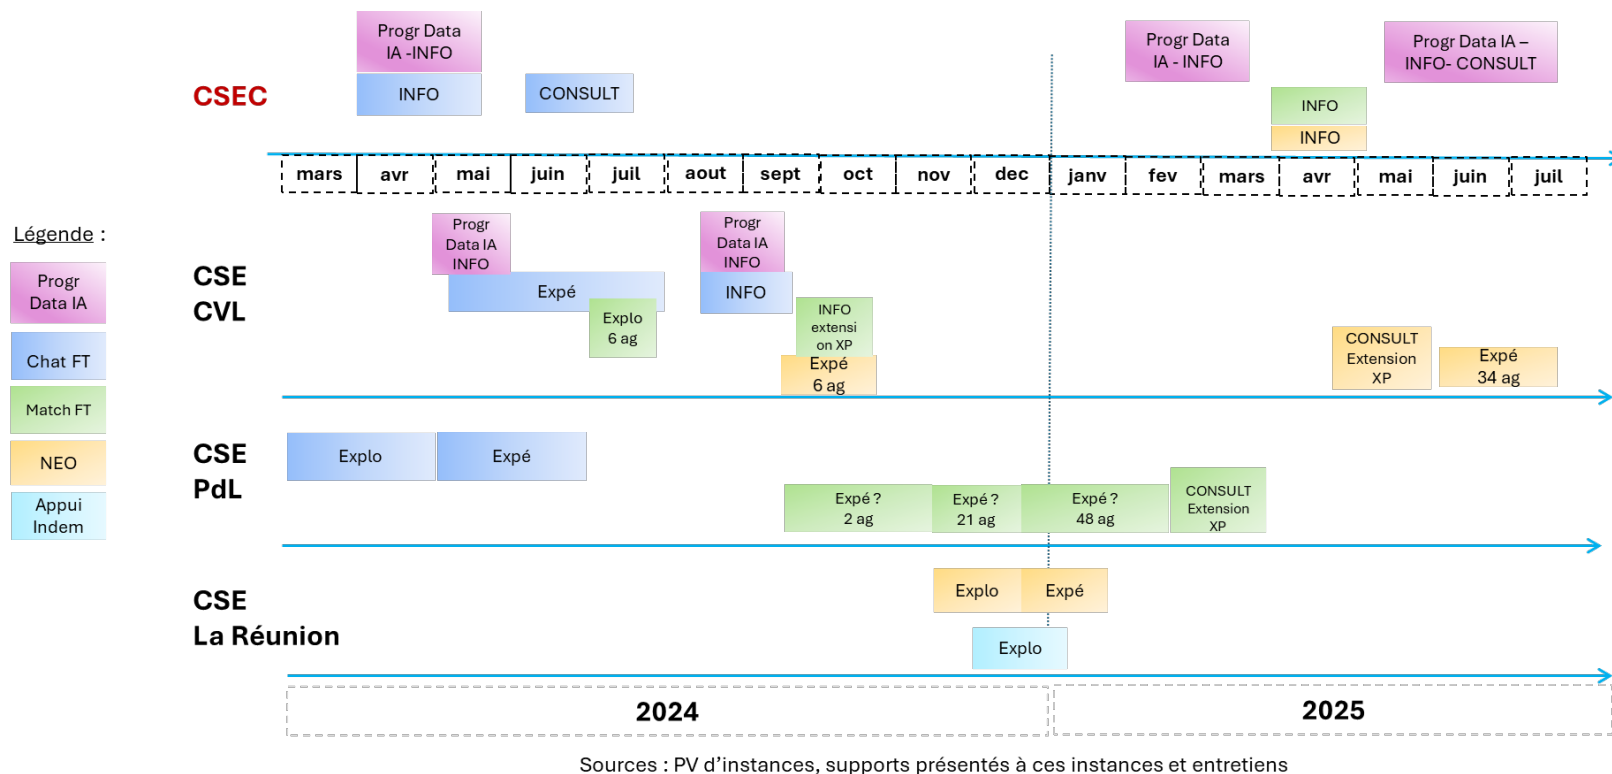 Progr Data
IA -INFO
INFO
CONSULT
Progr Data
IA - INFO
Progr Data IA –
INFO- CONSULT
INFO
INFO
CSEC
mars avr mai juin juil aout sept oct nov dec janv fev mars avr mai juin juil
Légende :
Progr
Data IA
Chat FT
Match FT
NEO
Appui
Indem
CSE
CVL
Progr
Data IA
INFO
Expé
Explo
6 ag
Progr
Data IA
INFO
INFO
INFO
extensi
on XP
Expé
6 ag
CONSULT
Extension
XP
Expé
34 ag
CSE
PdL
Explo
Expé
Expé ?
2 ag
Expé ?
21 ag
Expé ?
48 ag
CONSULT
Extension
XP
CSE
La Réunion
Explo
Expé
Explo
2024
2025
Sources : PV d’instances, supports présentés à ces instances et entretiens